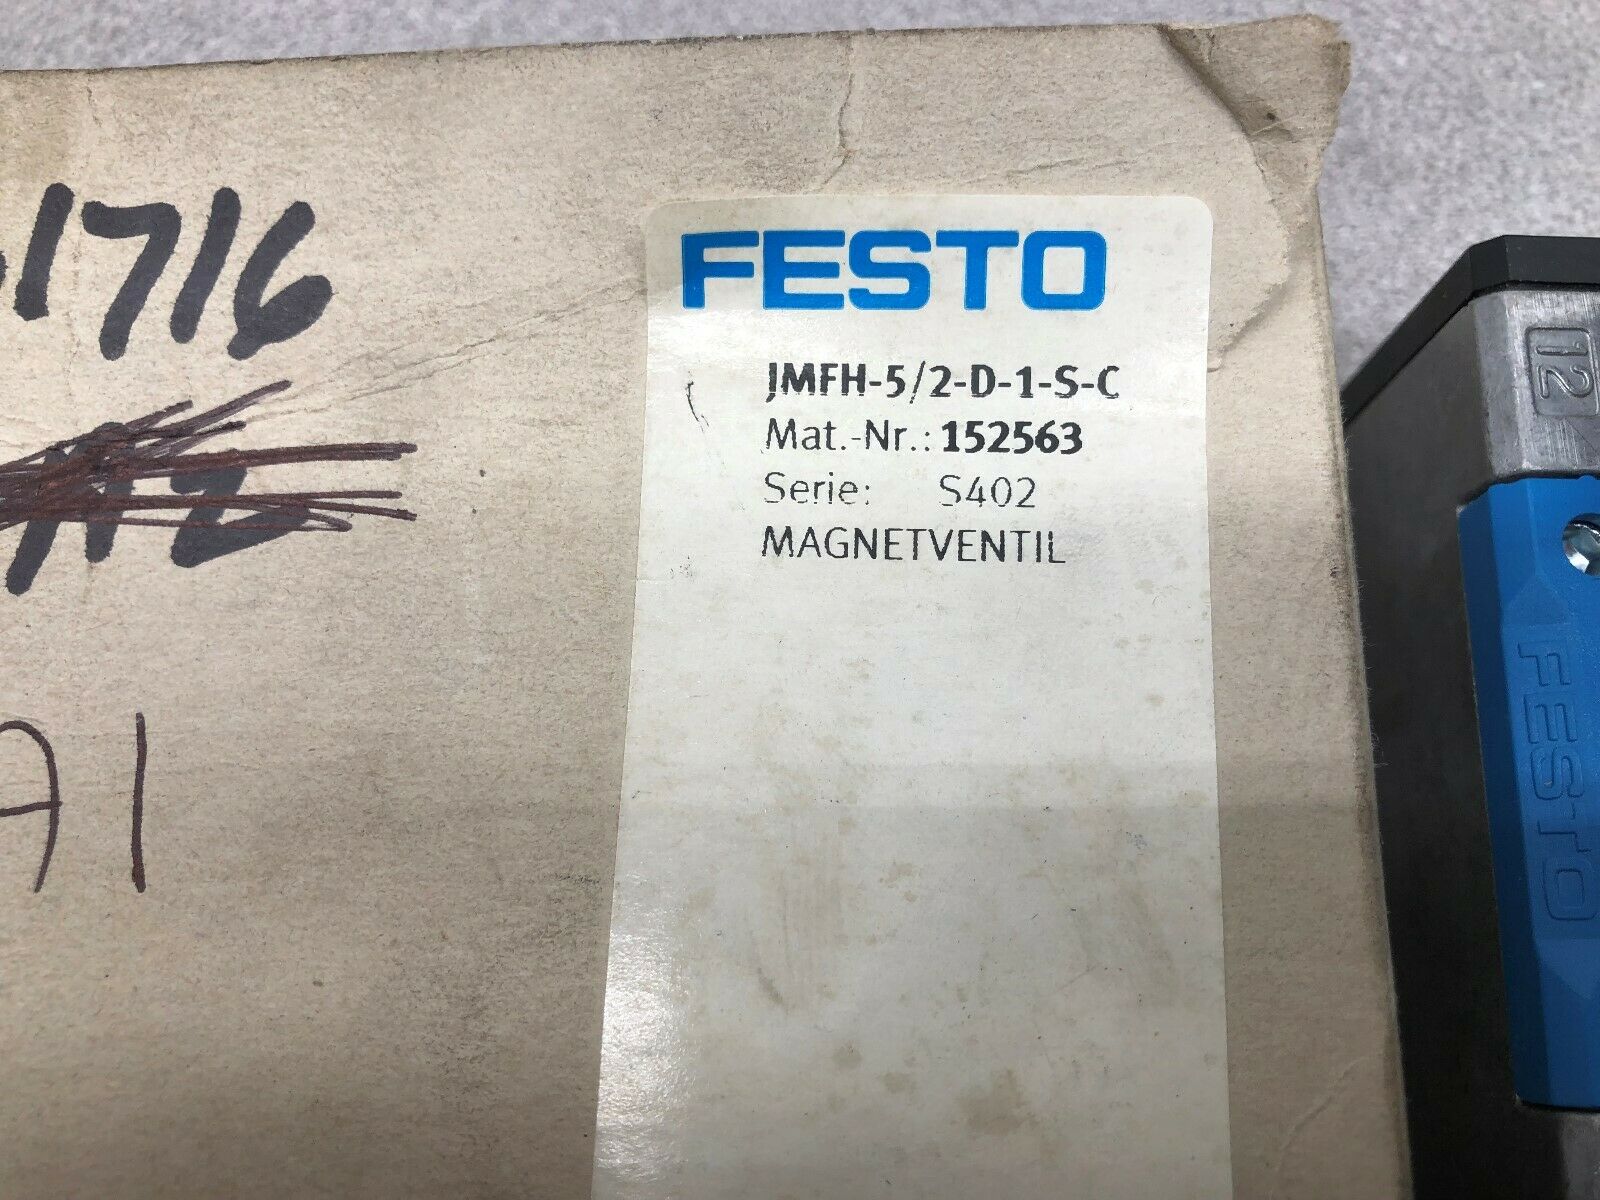 1716
A1
FESTO
JMFH-5/2-D-1-S-C
Mat.-Nr.: 152563
Serie: S402
MAGNETVENTIL
12
FESTO